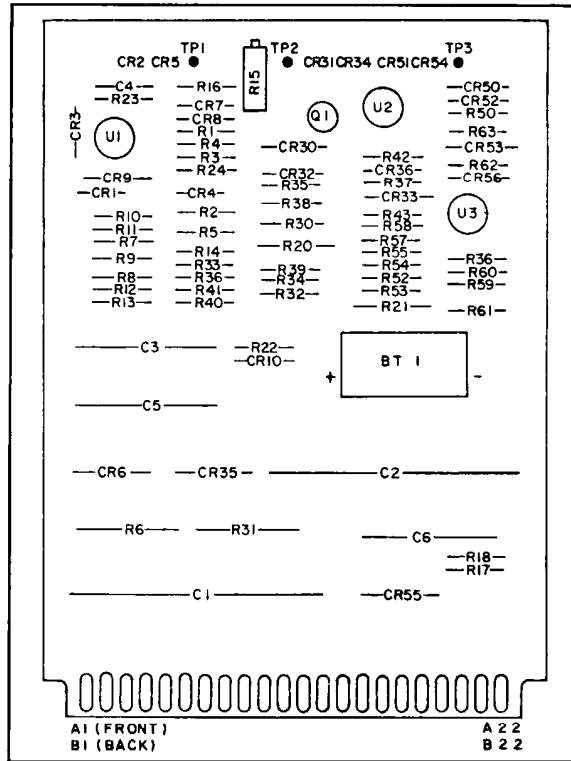 TP1 TP2 TP3
CR2 CR5 CR31 CR34 CR51 CR54
C4 R16 R15 CR50
R23 CR7 CR52
CR3 CR8 Q1 U2 R50
U1 R1 R63
R4 CR30 CR53
R3 R42
R24 CR32 CR36 R62
CR9 R35 R37 CR56
CR1 CR4 CR33
R38
R10 R2 R43 U3
R11 R30 R58
R7 R5 R57
R20 R55
R9 R14 R54 R36
R33 R39 R52 R60
R8 R36 R34 R53 R59
R12 R41 R32
R13 R40 R21 R61
C3 R22
CR10 BT 1
+ -
C5
CR6 CR35 C2
R6 R31 C6
R18
R17
C1 CR55
A1 (FRONT) A22
B1 (BACK) B22